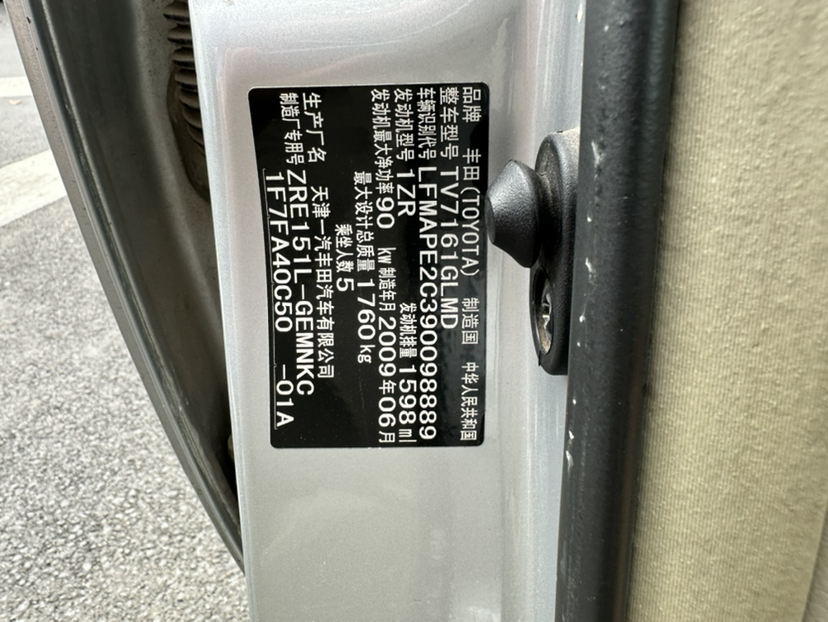 品牌 丰田(TOYOTA) 制造国 中华人民共和国
整车型号 TV7161GLMD
车辆识别代号 LFMAPE2C390098889
发动机型号 1ZR 发动机排量 1598 ml
发动机最大净功率 90 kW 制造年月 2009年06月
最大设计总质量 1760 kg
乘坐人数 5
生产厂名 天津一汽丰田汽车有限公司
制造厂专用号 ZRE151L-GEMNKC
1F7FA40C50 -01A